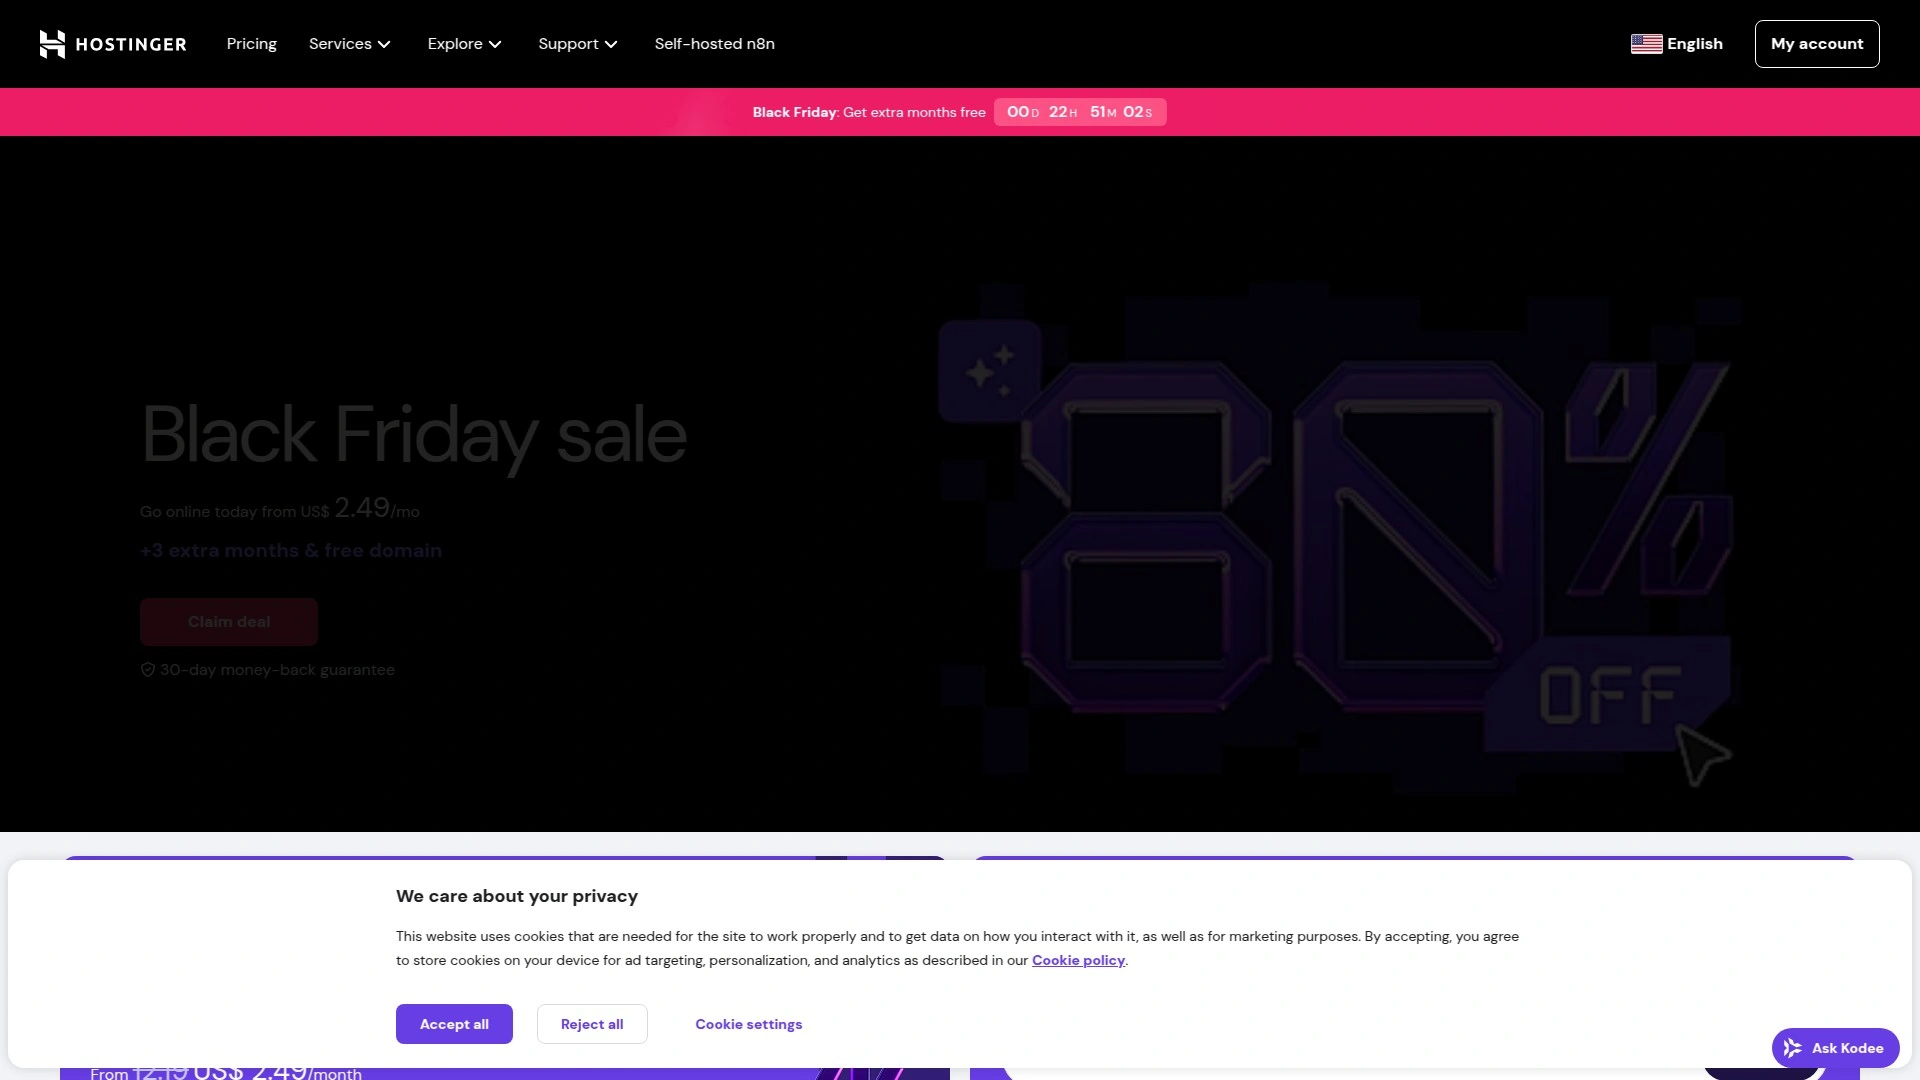 HOSTINGER
Pricing
Services
Explore
Support
Self-hosted n8n
English
My account
Black Friday: Get extra months free
00D 22H 51M 02S
Black Friday sale
Go online today from US$ 2.49/mo
+3 extra months & free domain
Claim deal
30-day money-back guarantee
80%
OFF
We care about your privacy
This website uses cookies that are needed for the site to work properly and to get data on how you interact with it, as well as for marketing purposes. By accepting, you agree
to store cookies on your device for ad targeting, personalization, and analytics as described in our Cookie policy.
Accept all
Reject all
Cookie settings
Ask Kodee
From 12.19 US$ 2.49/month